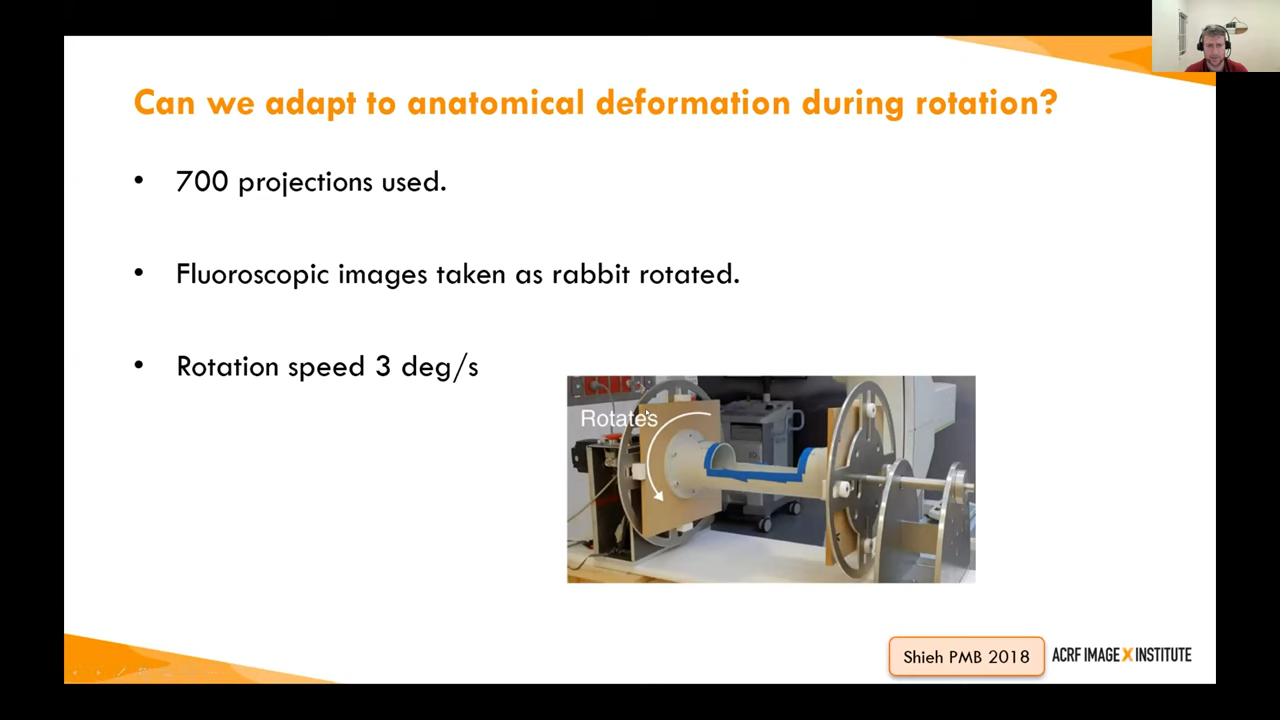 Can we adapt to anatomical deformation during rotation?
• 700 projections used.
• Fluoroscopic images taken as rabbit rotated.
• Rotation speed 3 deg/s
Rotates
Shieh PMB 2018
ACRF IMAGE X INSTITUTE